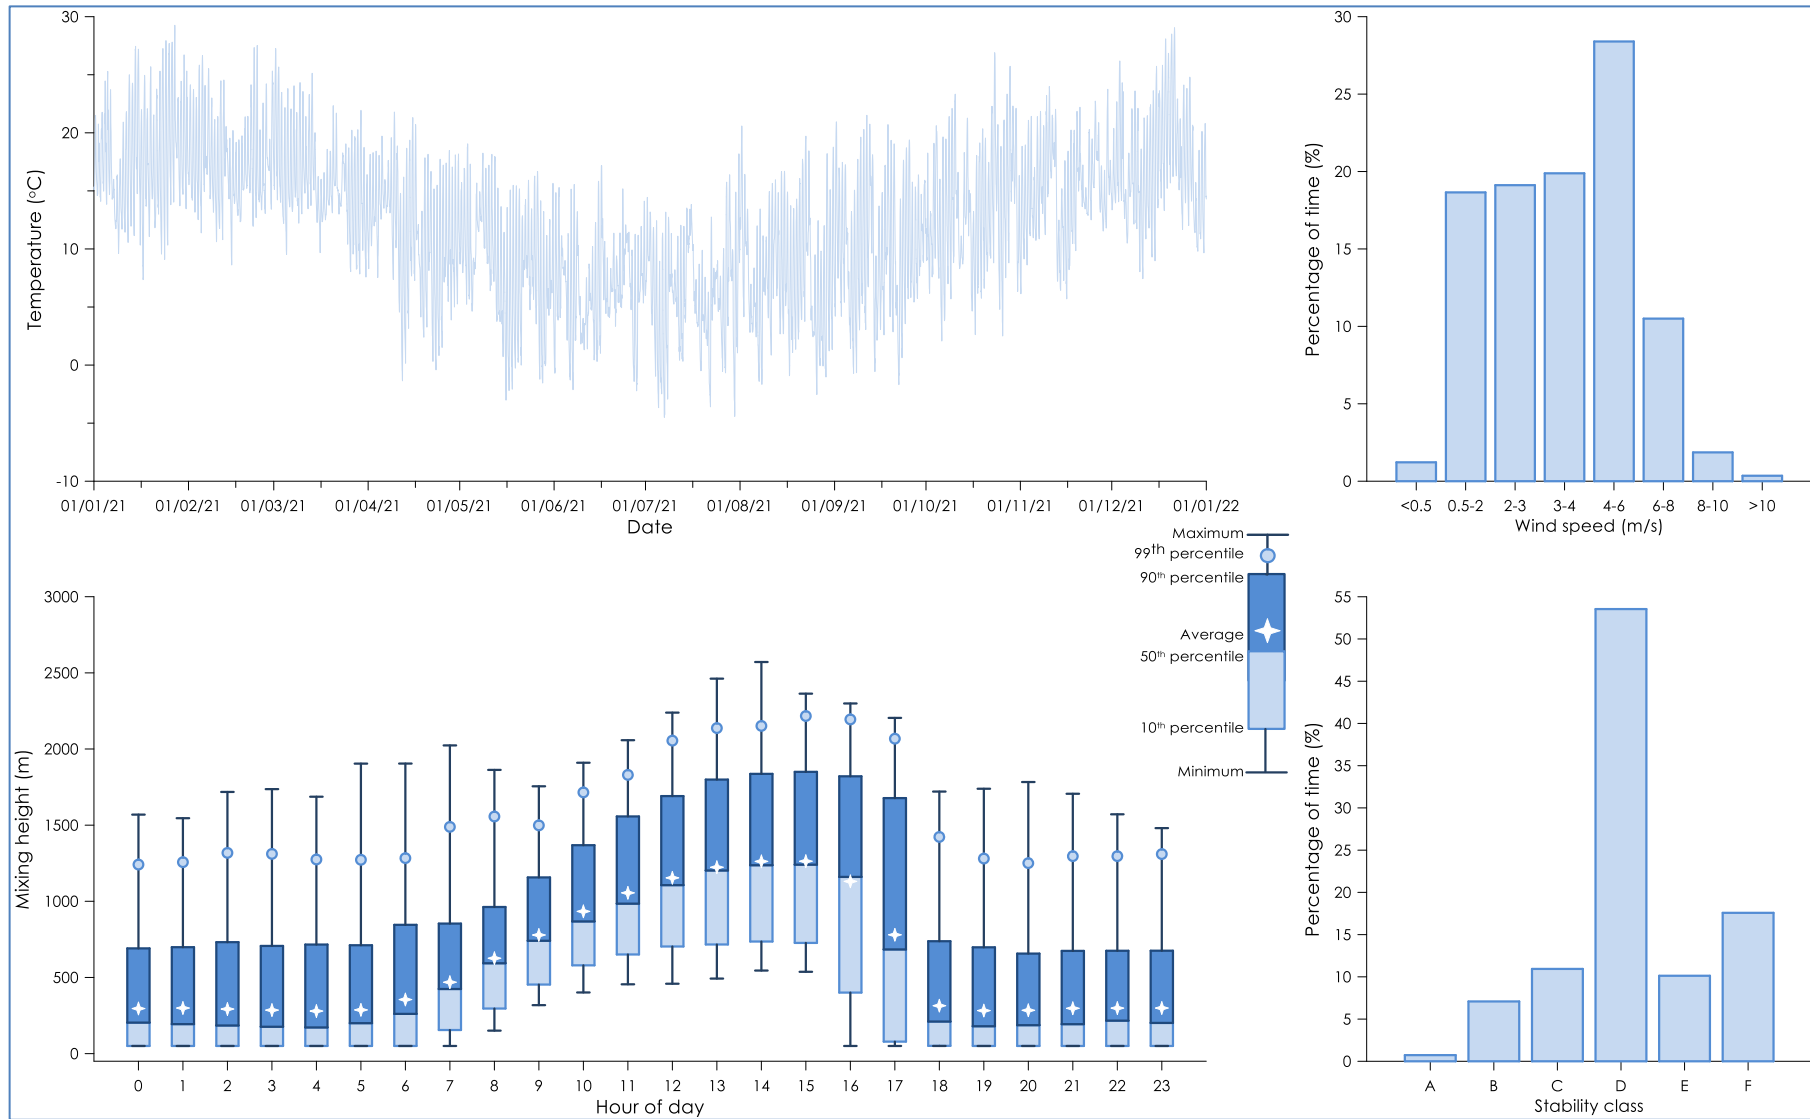 30
20
10
0
-10
Temperature (°C)
01/01/21 01/02/21 01/03/21 01/04/21 01/05/21 01/06/21 01/07/21 01/08/21 01/09/21 01/10/21 01/11/21 01/12/21 01/01/22
Date
30
25
20
15
10
5
0
Percentage of time (%)
<0.5 0.5-2 2-3 3-4 4-6 6-8 8-10 >10
Wind speed (m/s)
Maximum
99th percentile
90th percentile
Average
50th percentile
10th percentile
Minimum
3000
2500
2000
1500
1000
500
0
Mixing height (m)
0 1 2 3 4 5 6 7 8 9 10 11 12 13 14 15 16 17 18 19 20 21 22 23
Hour of day
55
50
45
40
35
30
25
20
15
10
5
0
Percentage of time (%)
A B C D E F
Stability class